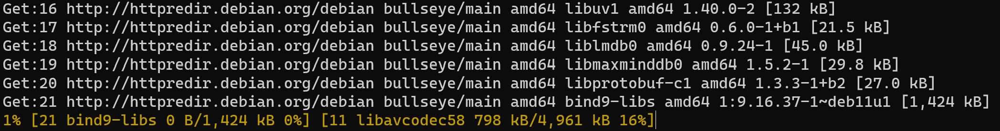 Get:16 http://httpredir.debian.org/debian bullseye/main amd64 libuv1 amd64 1.40.0-2 [132 kB]
Get:17 http://httpredir.debian.org/debian bullseye/main amd64 libfstrm0 amd64 0.6.0-1+b1 [21.5 kB]
Get:18 http://httpredir.debian.org/debian bullseye/main amd64 liblmdb0 amd64 0.9.24-1 [45.0 kB]
Get:19 http://httpredir.debian.org/debian bullseye/main amd64 libmaxminddb0 amd64 1.5.2-1 [29.8 kB]
Get:20 http://httpredir.debian.org/debian bullseye/main amd64 libprotobuf-c1 amd64 1.3.3-1+b2 [27.0 kB]
Get:21 http://httpredir.debian.org/debian bullseye/main amd64 bind9-libs amd64 1:9.16.37-1~deb11u1 [1,424 kB]
1% [21 bind9-libs 0 B/1,424 kB 0%] [11 libavcodec58 798 kB/4,961 kB 16%]